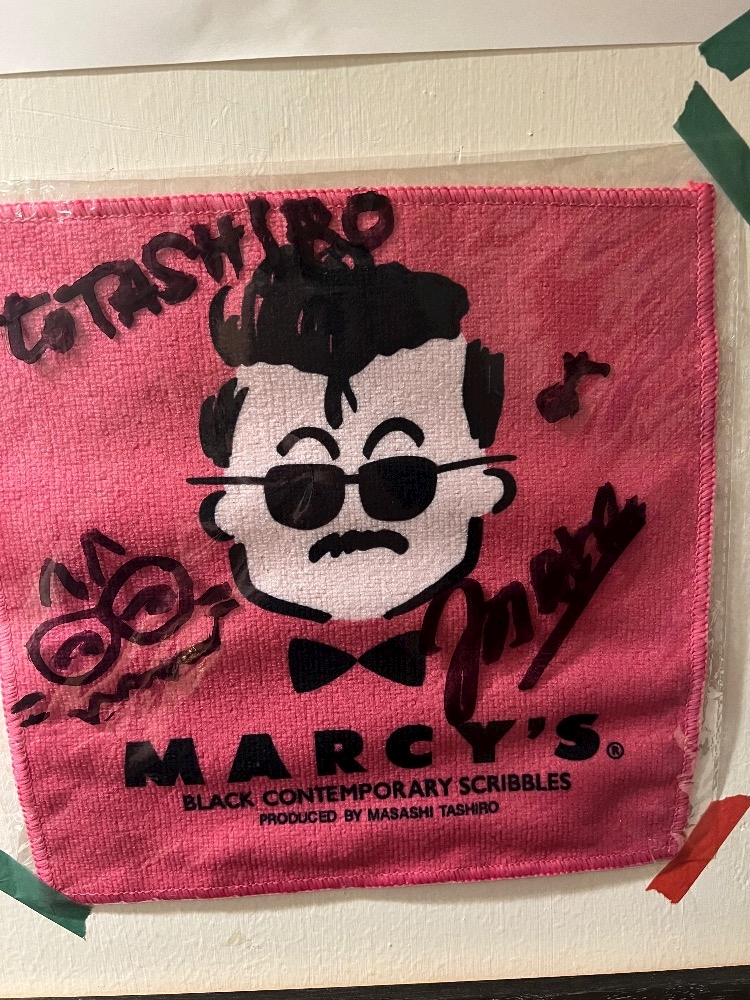 to TASHIRO
MARCY'S®
BLACK CONTEMPORARY SCRIBBLES
PRODUCED BY MASASHI TASHIRO